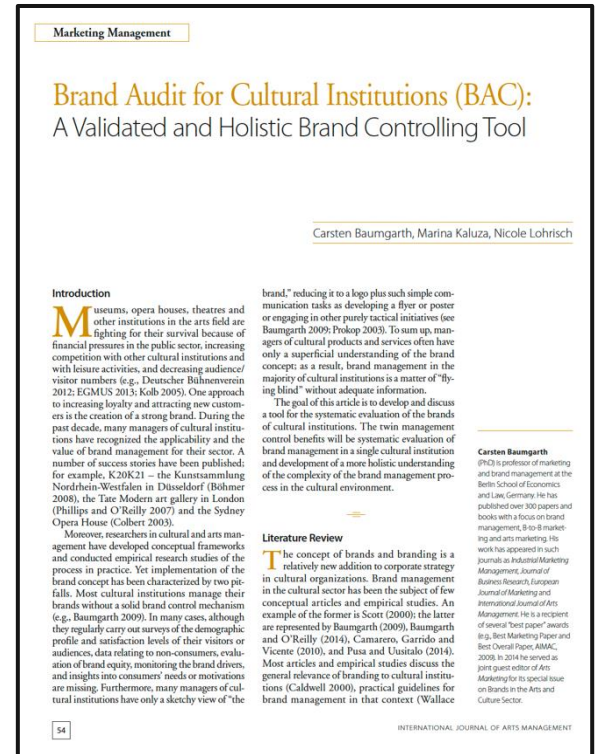 Marketing Management
Brand Audit for Cultural Institutions (BAC):
A Validated and Holistic Brand Controlling Tool
Carsten Baumgarth, Marina Kaluza, Nicole Lohrisch
Introduction
Museums, opera houses, theatres and
other institutions in the arts field are
fighting for their survival because of
financial pressures in the public sector, increasing
competition with other cultural institutions and
with leisure activities, and decreasing audience/
visitor numbers (e.g., Deutscher Bühnenverein
2012; EGMUS 2013; Kolb 2005). One approach
to increasing loyalty and attracting new custom-
ers is the creation of a strong brand. During the
past decade, many managers of cultural institu-
tions have recognized the applicability and the
value of brand management for their sector. A
number of success stories have been published;
for example, K20K21 – the Kunstsammlung
Nordrhein-Westfalen in Düsseldorf (Böhmer
2008), the Tate Modern art gallery in London
(Phillips and O'Reilly 2007) and the Sydney
Opera House (Colbert 2003).
Moreover, researchers in cultural and arts man-
agement have developed conceptual frameworks
and conducted empirical research studies of the
process in practice. Yet implementation of the
brand concept has been characterized by two pit-
falls. Most cultural institutions manage their
brands without a solid brand control mechanism
(e.g., Baumgarth 2009). In many cases, although
they regularly carry out surveys of the demographic
profile and satisfaction levels of their visitors or
audiences, data relating to non-consumers, evalu-
ation of brand equity, monitoring the brand drivers,
and insights into consumers' needs or motivations
are missing. Furthermore, many managers of cul-
tural institutions have only a sketchy view of "the
brand," reducing it to a logo plus such simple com-
munication tasks as developing a flyer or poster
or engaging in other purely tactical initiatives (see
Baumgarth 2009; Prokop 2003). To sum up, man-
agers of cultural products and services often have
only a superficial understanding of the brand
concept; as a result, brand management in the
majority of cultural institutions is a matter of "fly-
ing blind" without adequate information.
The goal of this article is to develop and discuss
a tool for the systematic evaluation of the brands
of cultural institutions. The twin management
control benefits will be systematic evaluation of
brand management in a single cultural institution
and development of a more holistic understanding
of the complexity of the brand management pro-
cess in the cultural environment.
Literature Review
The concept of brands and branding is a
relatively new addition to corporate strategy
in cultural organizations. Brand management
in the cultural sector has been the subject of few
conceptual articles and empirical studies. An
example of the former is Scott (2000); the latter
are represented by Baumgarth (2009), Baumgarth
and O'Reilly (2014), Camarero, Garrido and
Vicente (2010), and Pusa and Uusitalo (2014).
Most articles and empirical studies discuss the
general relevance of branding to cultural institu-
tions (Caldwell 2000), practical guidelines for
brand management in that context (Wallace
Carsten Baumgarth
(PhD) is professor of marketing
and brand management at the
Berlin School of Economics
and Law, Germany. He has
published over 300 papers and
books with a focus on brand
management, B-to-B market-
ing and arts marketing. His
work has appeared in such
journals as Industrial Marketing
Management, Journal of
Business Research, European
Journal of Marketing and
International Journal of Arts
Management. He is a recipient
of several "best paper" awards
(e.g., Best Marketing Paper and
Best Overall Paper, AIMAC,
2009). In 2014 he served as
joint guest editor of Arts
Marketing for its special issue
on Brands in the Arts and
Culture Sector.
54
INTERNATIONAL JOURNAL OF ARTS MANAGEMENT